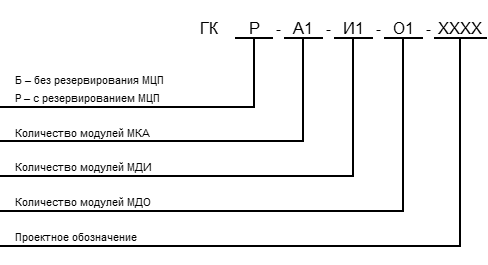 ГК Р - А1 - И1 - О1 - XXXX
Б – без резервирования МЦП
Р – с резервированием МЦП
Количество модулей МКА
Количество модулей МДИ
Количество модулей МДО
Проектное обозначение